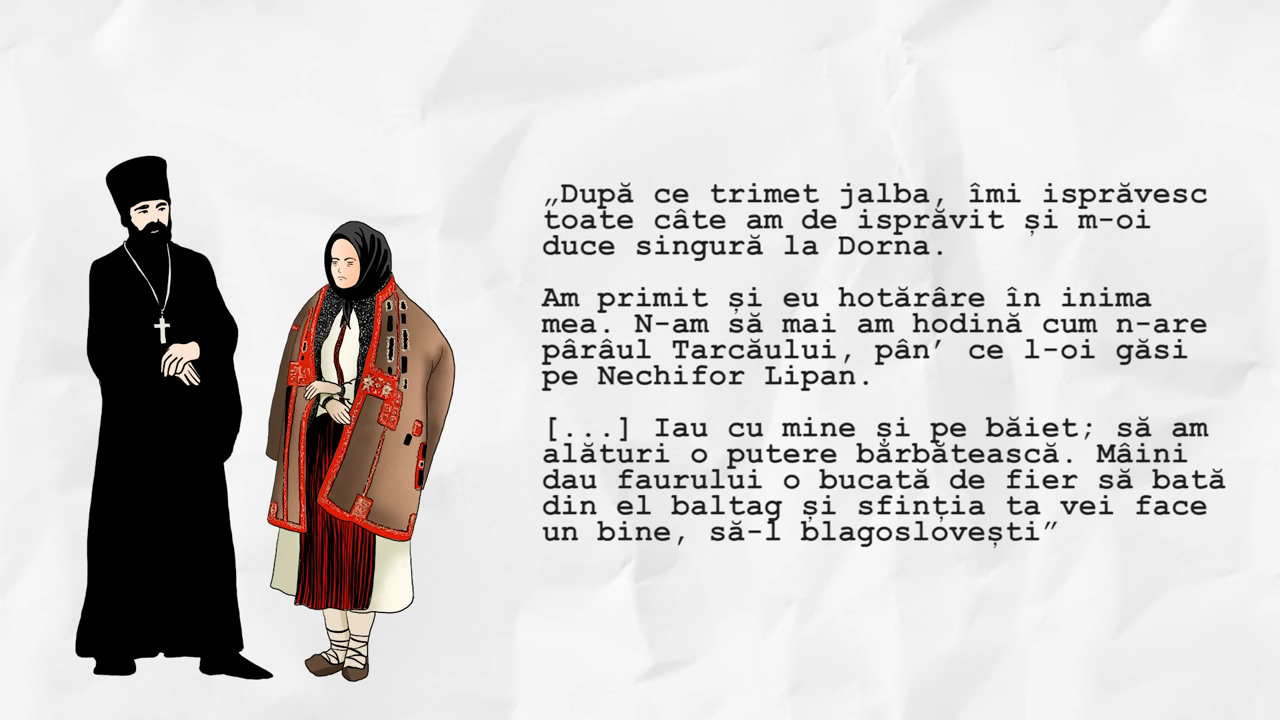 „După ce trimet jalba, îmi isprăvesc
toate câte am de isprăvit și m-oi
duce singură la Dorna.
Am primit și eu hotărâre în inima
mea. N-am să mai am hodină cum n-are
pârâul Tarcăului, pân’ ce l-oi găsi
pe Nechifor Lipan.
[...] Iau cu mine și pe băiet; să am
alături o putere bărbătească. Mâini
dau faurului o bucată de fier să bată
din el baltag și sfinția ta vei face
un bine, să-l blagoslovești”